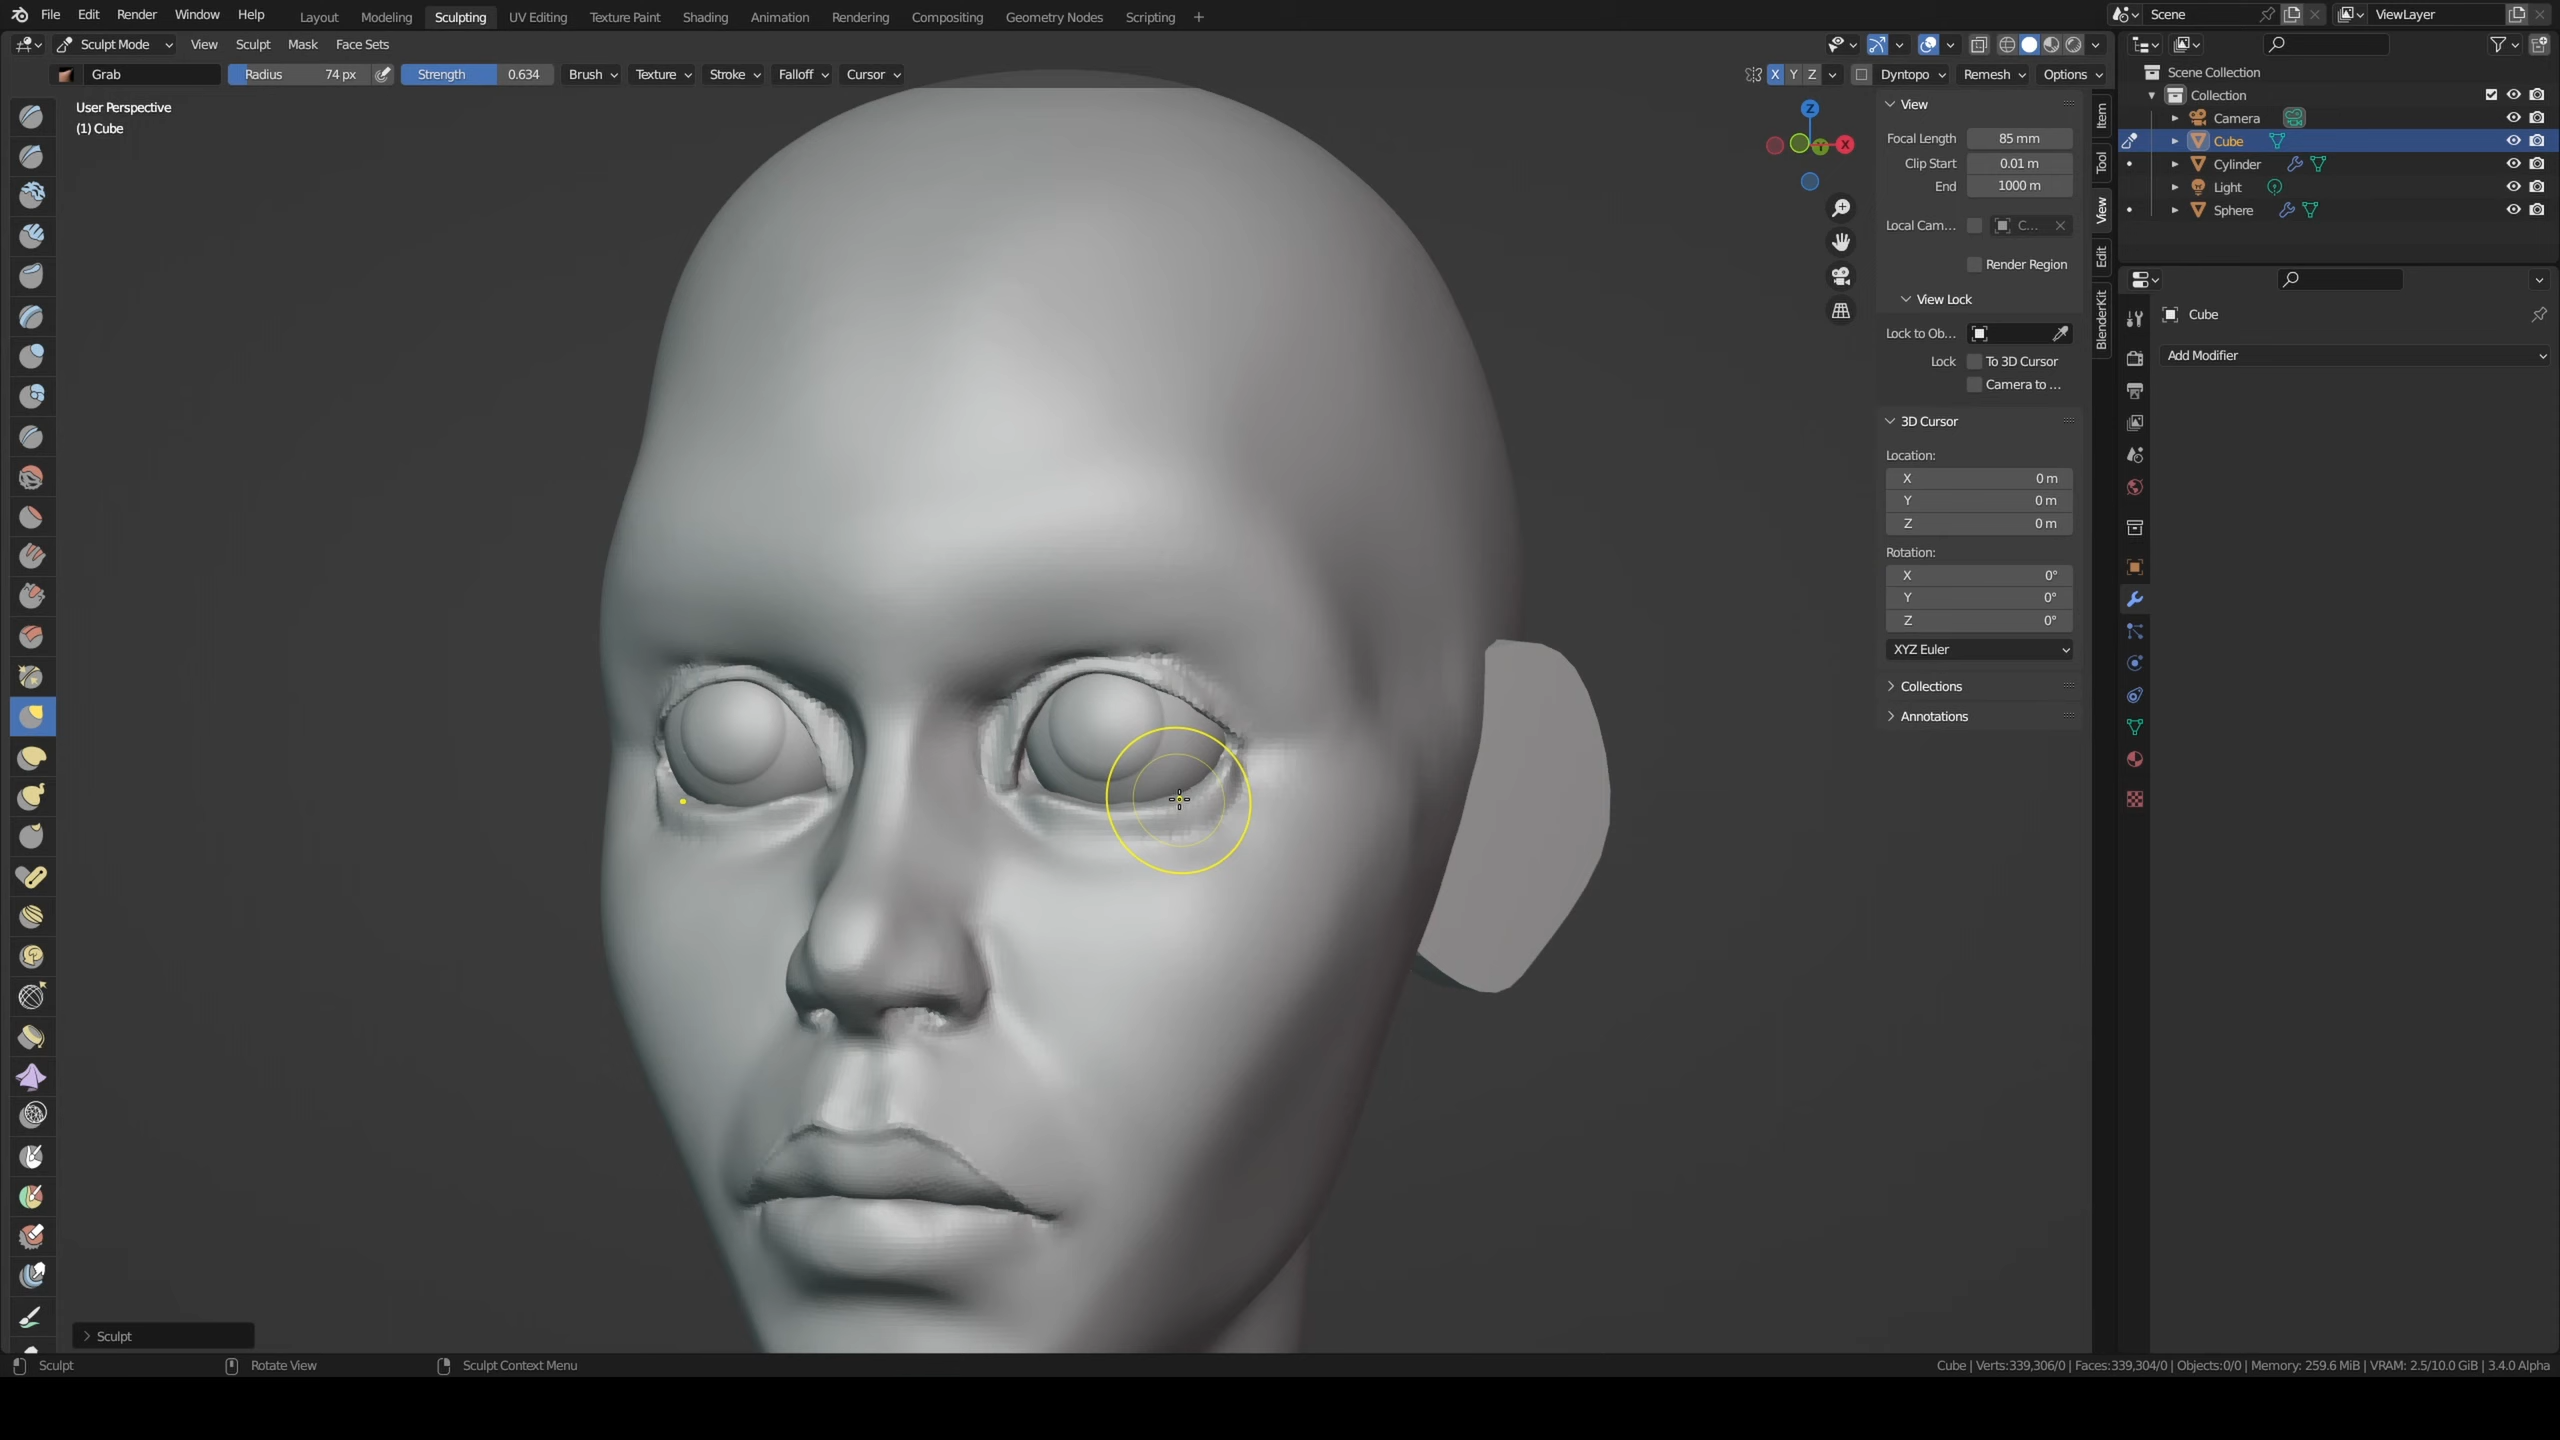 File Edit Render Window Help Layout Modeling Sculpting UV Editing Texture Paint Shading Animation Rendering Compositing Geometry Nodes Scripting + Scene ViewLayer
Sculpt Mode View Sculpt Mask Face Sets
Grab Radius 74 px Strength 0.634 Brush Texture Stroke Falloff Cursor X Y Z Dyntopo Remesh Options
User Perspective
(1) Cube
Z
X
View
Focal Length 85 mm
Clip Start 0.01 m
End 1000 m
Local Cam... C...
Render Region
View Lock
Lock to Ob...
Lock To 3D Cursor
Camera to ...
3D Cursor
Location:
X 0 m
Y 0 m
Z 0 m
Rotation:
X 0°
Y 0°
Z 0°
XYZ Euler
Collections
Annotations
Item
Tool
View
Edit
BlenderKit
Scene Collection
Collection
Camera
Cube
Cylinder
Light
Sphere
Cube
Add Modifier
Sculpt
Sculpt Rotate View Sculpt Context Menu
Cube | Verts:339,306/0 | Faces:339,304/0 | Objects:0/0 | Memory: 259.6 MiB | VRAM: 2.5/10.0 GiB | 3.4.0 Alpha